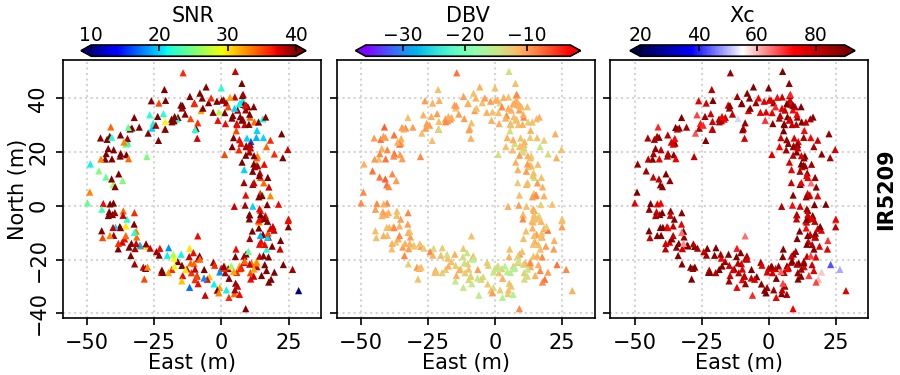 SNR DBV Xc
10 20 30 40 −30 −20 −10 20 40 60 80
40
20
0
−20
−40
North (m)
−50 −25 0 25 −50 −25 0 25 −50 −25 0 25
East (m) East (m) East (m)
IR5209